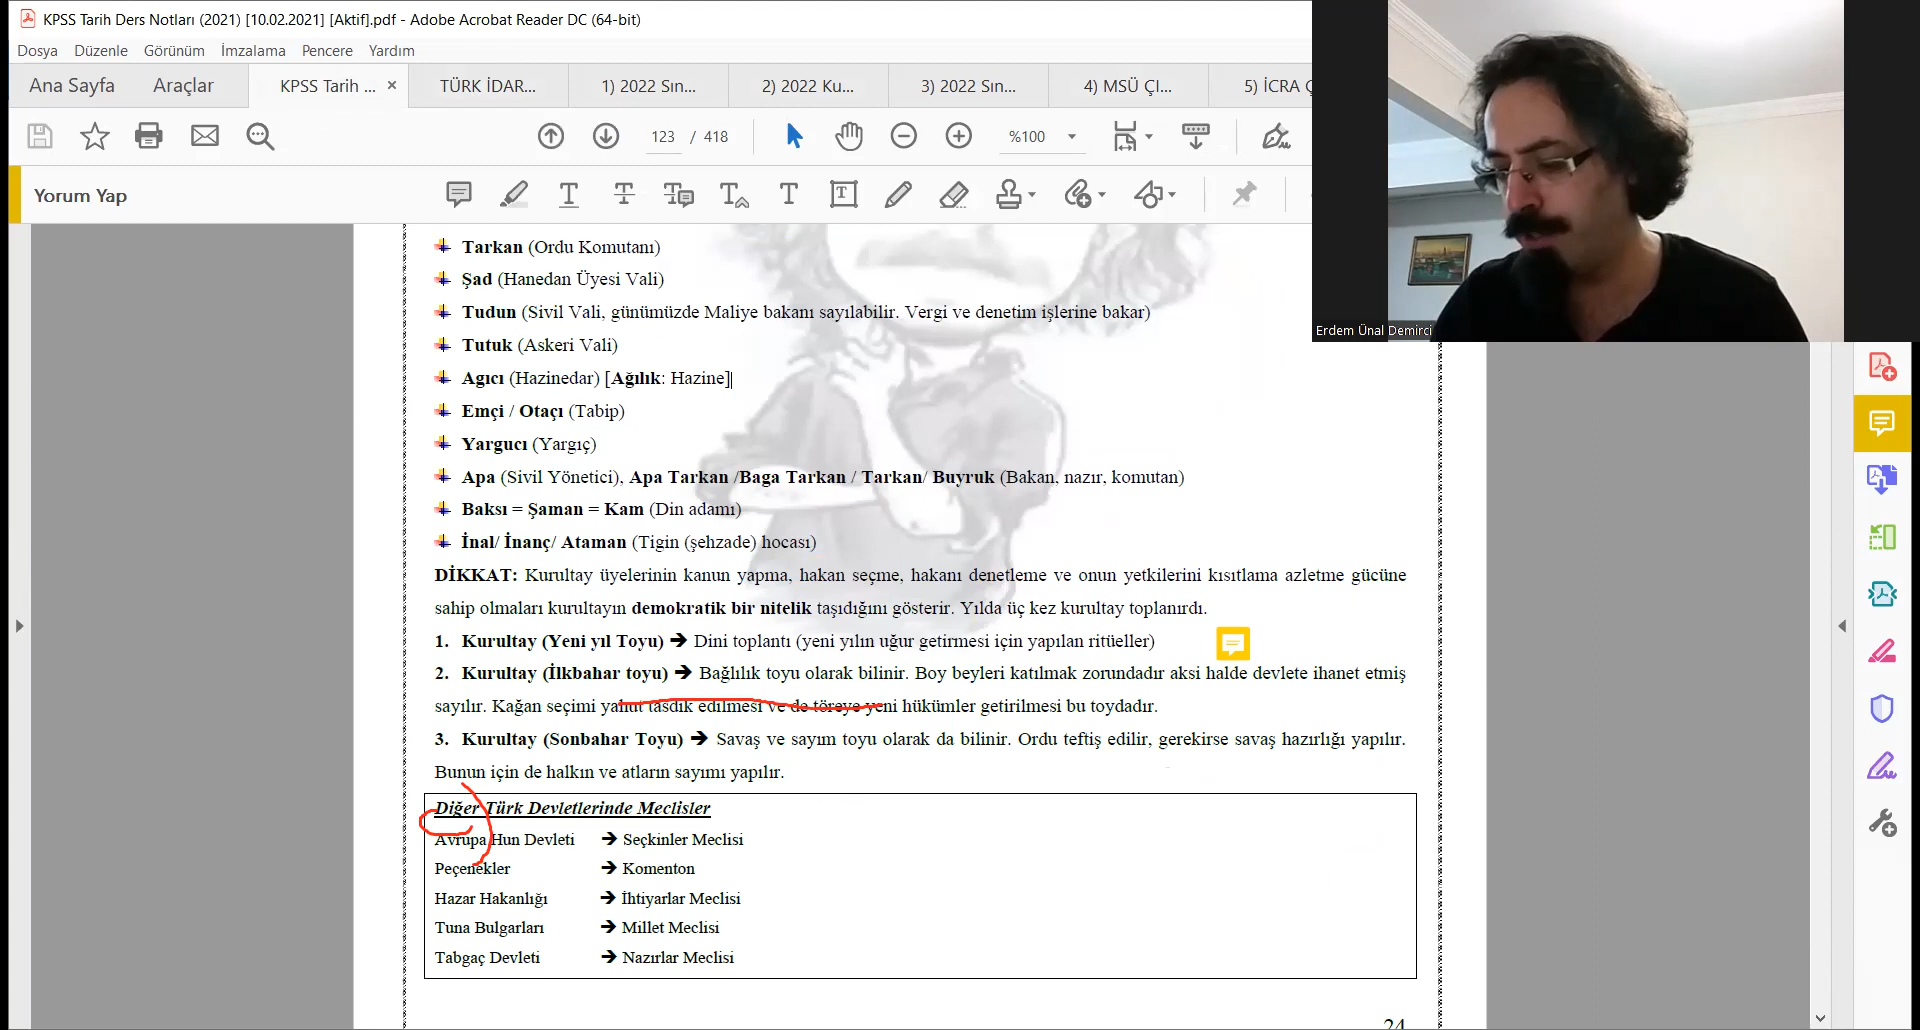 KPSS Tarih Ders Notları (2021) [10.02.2021] [Aktif].pdf - Adobe Acrobat Reader DC (64-bit)
Dosya Düzenle Görünüm İmzalama Pencere Yardım
Ana Sayfa Araçlar KPSS Tarih ... × TÜRK İDAR... 1) 2022 Sın... 2) 2022 Ku... 3) 2022 Sın... 4) MSÜ ÇI... 5) İCRA
123 / 418 %100
Yorum Yap
Erdem Ünal Demirci
Tarkan (Ordu Komutanı)
Şad (Hanedan Üyesi Vali)
Tudun (Sivil Vali, günümüzde Maliye bakanı sayılabilir. Vergi ve denetim işlerine bakar)
Tutuk (Askeri Vali)
Agıcı (Hazinedar) [Ağılık: Hazine]
Emçi / Otaçı (Tabip)
Yargucı (Yargıç)
Apa (Sivil Yönetici), Apa Tarkan /Baga Tarkan / Tarkan/ Buyruk (Bakan, nazır, komutan)
Baksı = Şaman = Kam (Din adamı)
İnal/ İnanç/ Ataman (Tigin (şehzade) hocası)
DİKKAT: Kurultay üyelerinin kanun yapma, hakan seçme, hakanı denetleme ve onun yetkilerini kısıtlama azletme gücüne
sahip olmaları kurultayın demokratik bir nitelik taşıdığını gösterir. Yılda üç kez kurultay toplanırdı.
1. Kurultay (Yeni yıl Toyu) → Dini toplantı (yeni yılın uğur getirmesi için yapılan ritüeller)
2. Kurultay (İlkbahar toyu) → Bağlılık toyu olarak bilinir. Boy beyleri katılmak zorundadır aksi halde devlete ihanet etmiş
sayılır. Kağan seçimi yahut tasdik edilmesi ve de töreye yeni hükümler getirilmesi bu toydadır.
3. Kurultay (Sonbahar Toyu) → Savaş ve sayım toyu olarak da bilinir. Ordu teftiş edilir, gerekirse savaş hazırlığı yapılır.
Bunun için de halkın ve atların sayımı yapılır.
Diğer Türk Devletlerinde Meclisler
Avrupa Hun Devleti → Seçkinler Meclisi
Peçenekler → Komenton
Hazar Hakanlığı → İhtiyarlar Meclisi
Tuna Bulgarları → Millet Meclisi
Tabgaç Devleti → Nazırlar Meclisi
24